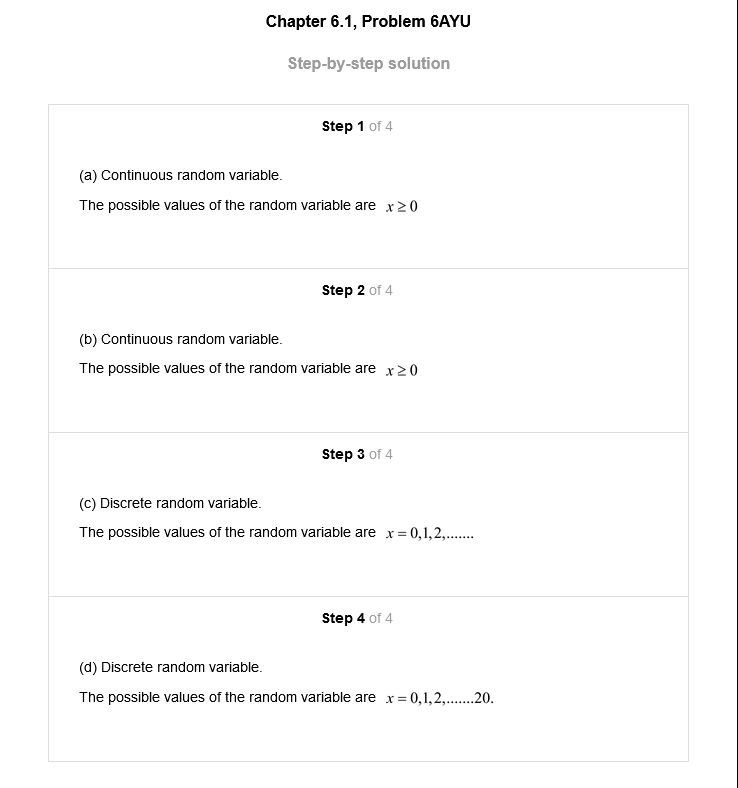 Chapter 6.1, Problem 6AYU
Step-by-step solution
Step 1 of 4
(a) Continuous random variable.
The possible values of the random variable are x ≥ 0
Step 2 of 4
(b) Continuous random variable.
The possible values of the random variable are x ≥ 0
Step 3 of 4
(c) Discrete random variable.
The possible values of the random variable are x = 0,1,2,.......
Step 4 of 4
(d) Discrete random variable.
The possible values of the random variable are x = 0,1,2,.......20.